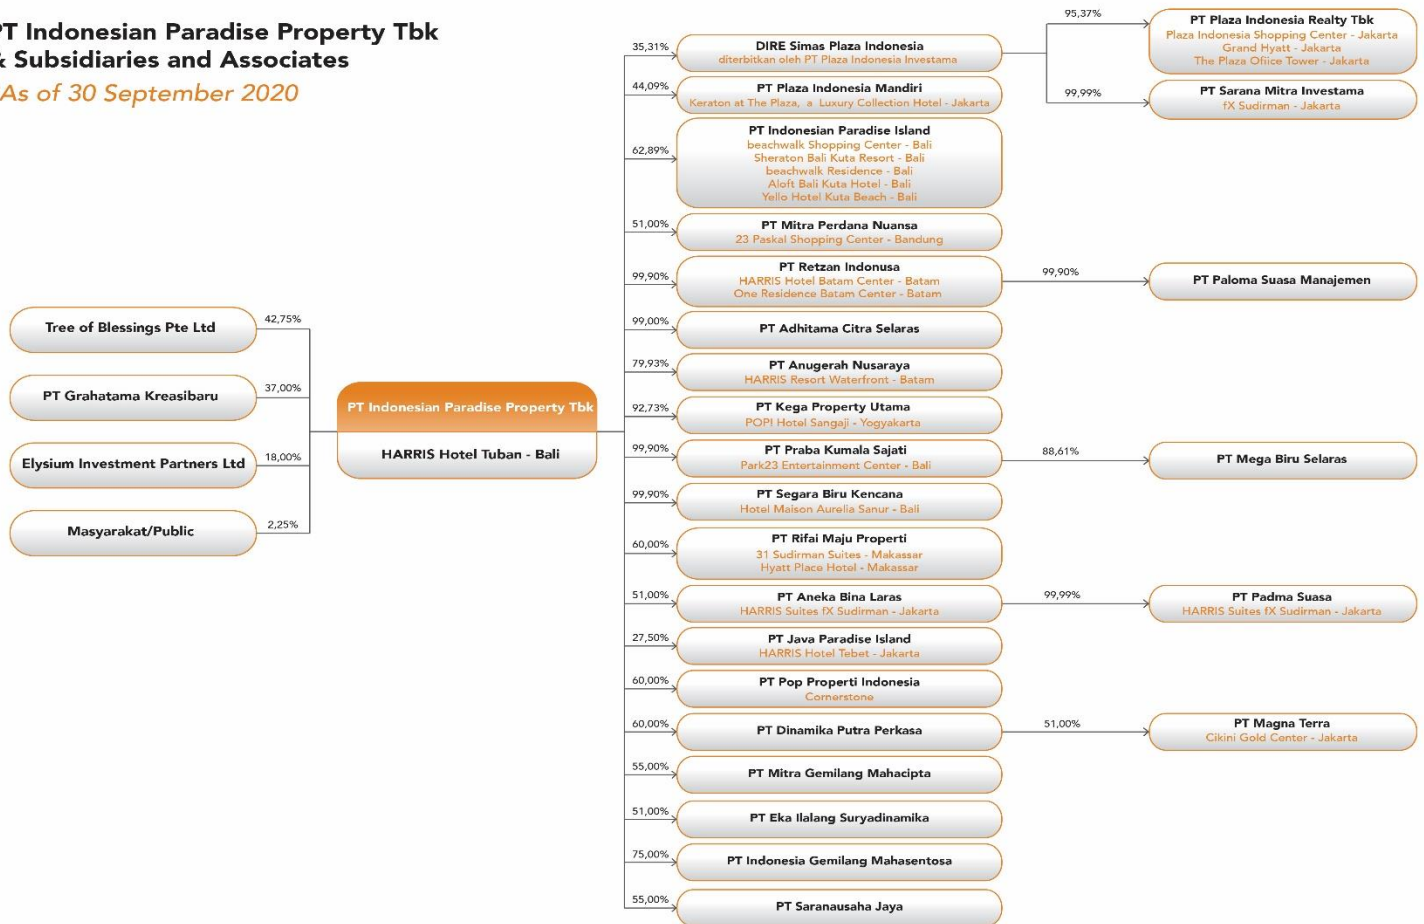 PT Indonesian Paradise Property Tbk
& Subsidiaries and Associates
As of 30 September 2020
Tree of Blessings Pte Ltd
42,75%
PT Grahatama Kreasibaru
37,00%
Elysium Investment Partners Ltd
18,00%
Masyarakat/Public
2,25%
PT Indonesian Paradise Property Tbk
HARRIS Hotel Tuban - Bali
35,31%
DIRE Simas Plaza Indonesia
diterbitkan oleh PT Plaza Indonesia Investama
95,37%
PT Plaza Indonesia Realty Tbk
Plaza Indonesia Shopping Center - Jakarta
Grand Hyatt - Jakarta
The Plaza Ofiice Tower - Jakarta
99,99%
PT Sarana Mitra Investama
fX Sudirman - Jakarta
44,09%
PT Plaza Indonesia Mandiri
Keraton at The Plaza, a Luxury Collection Hotel - Jakarta
62,89%
PT Indonesian Paradise Island
beachwalk Shopping Center - Bali
Sheraton Bali Kuta Resort - Bali
beachwalk Residence - Bali
Aloft Bali Kuta Hotel - Bali
Yello Hotel Kuta Beach - Bali
51,00%
PT Mitra Perdana Nuansa
23 Paskal Shopping Center - Bandung
99,90%
PT Retzan Indonusa
HARRIS Hotel Batam Center - Batam
One Residence Batam Center - Batam
99,90%
PT Paloma Suasa Manajemen
99,00%
PT Adhitama Citra Selaras
79,93%
PT Anugerah Nusaraya
HARRIS Resort Waterfront - Batam
92,73%
PT Kega Property Utama
POP! Hotel Sangaji - Yogyakarta
99,90%
PT Praba Kumala Sajati
Park23 Entertainment Center - Bali
88,61%
PT Mega Biru Selaras
99,90%
PT Segara Biru Kencana
Hotel Maison Aurelia Sanur - Bali
60,00%
PT Rifai Maju Properti
31 Sudirman Suites - Makassar
Hyatt Place Hotel - Makassar
51,00%
PT Aneka Bina Laras
HARRIS Suites fX Sudirman - Jakarta
99,99%
PT Padma Suasa
HARRIS Suites fX Sudirman - Jakarta
27,50%
PT Java Paradise Island
HARRIS Hotel Tebet - Jakarta
60,00%
PT Pop Properti Indonesia
Cornerstone
60,00%
PT Dinamika Putra Perkasa
51,00%
PT Magna Terra
Cikini Gold Center - Jakarta
55,00%
PT Mitra Gemilang Mahacipta
51,00%
PT Eka Ilalang Suryadinamika
75,00%
PT Indonesia Gemilang Mahasentosa
55,00%
PT Saranausaha Jaya